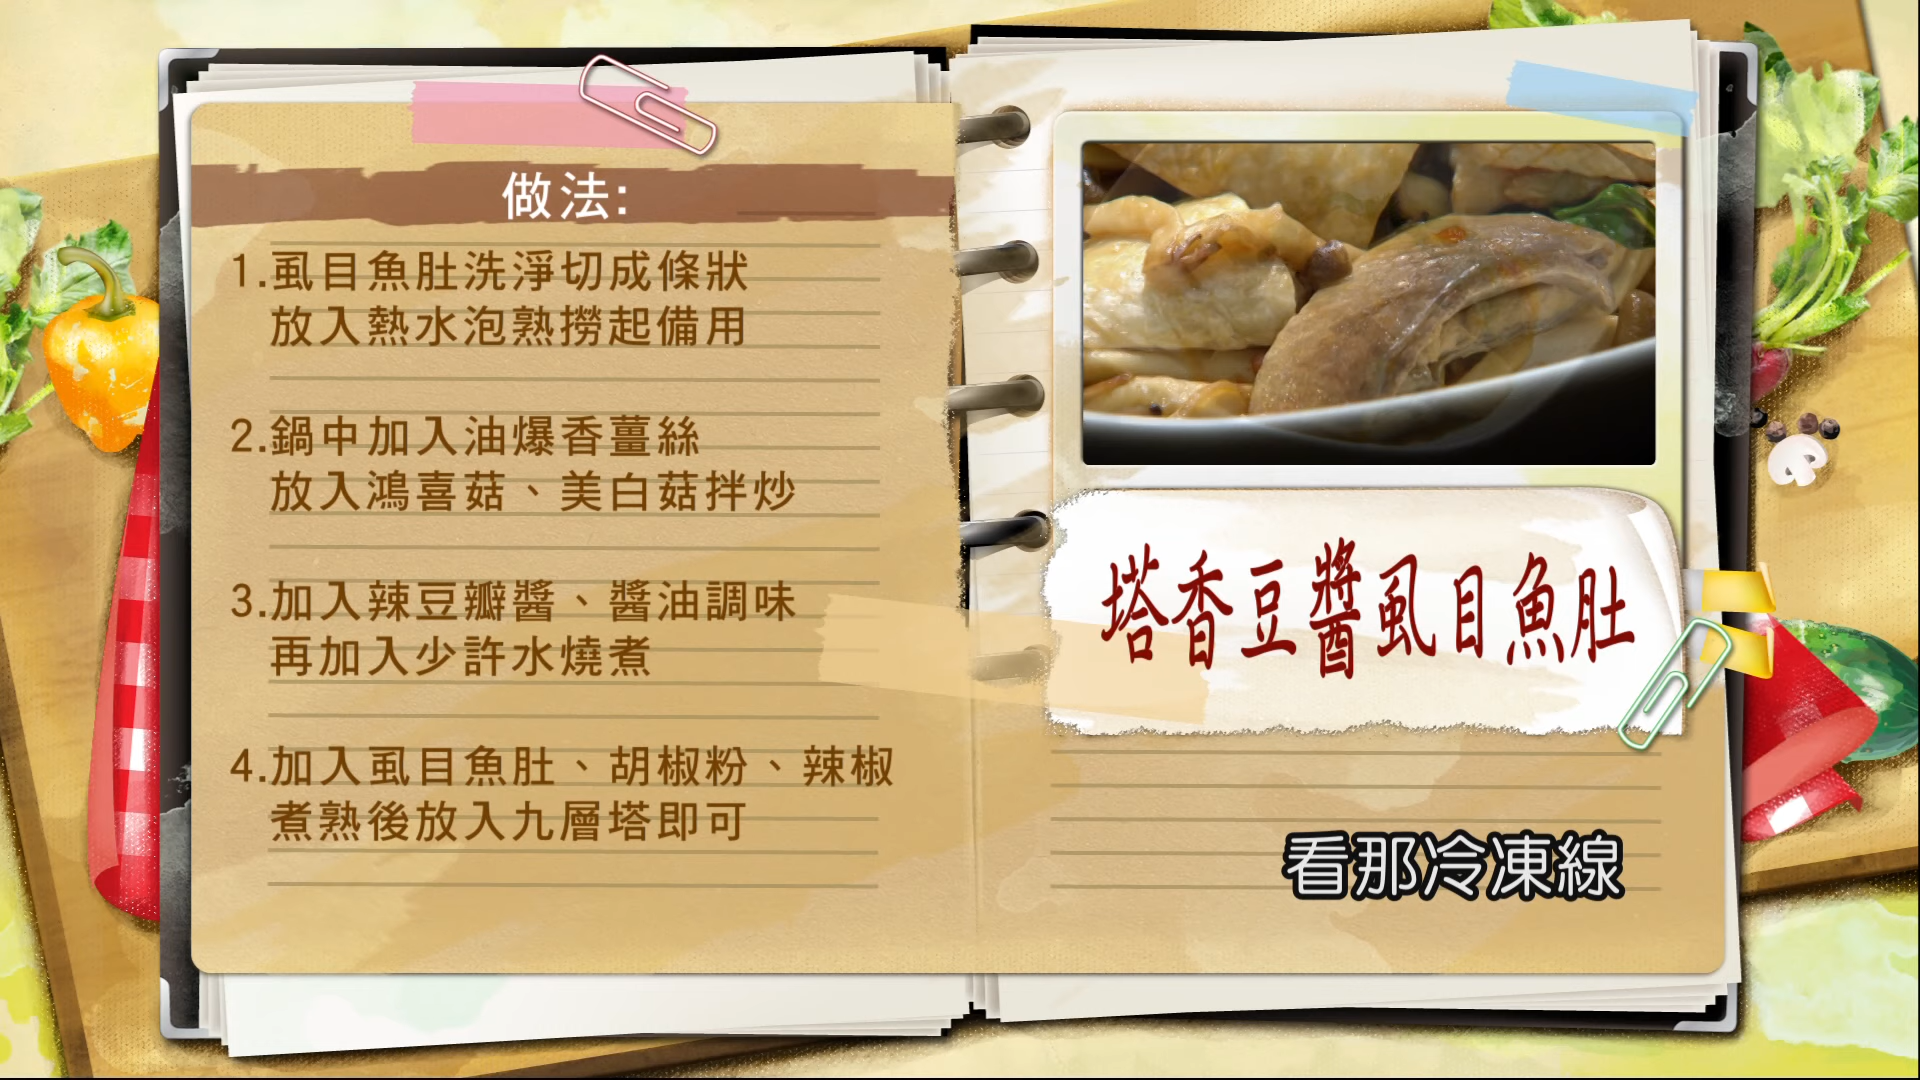 做法:
1.虱目魚肚洗淨切成條狀
放入熱水泡熟撈起備用
2.鍋中加入油爆香薑絲
放入鴻喜菇、美白菇拌炒
3.加入辣豆瓣醬、醬油調味
再加入少許水燒煮
4.加入虱目魚肚、胡椒粉、辣椒
煮熟後放入九層塔即可
塔香豆醬虱目魚肚
看那冷凍線